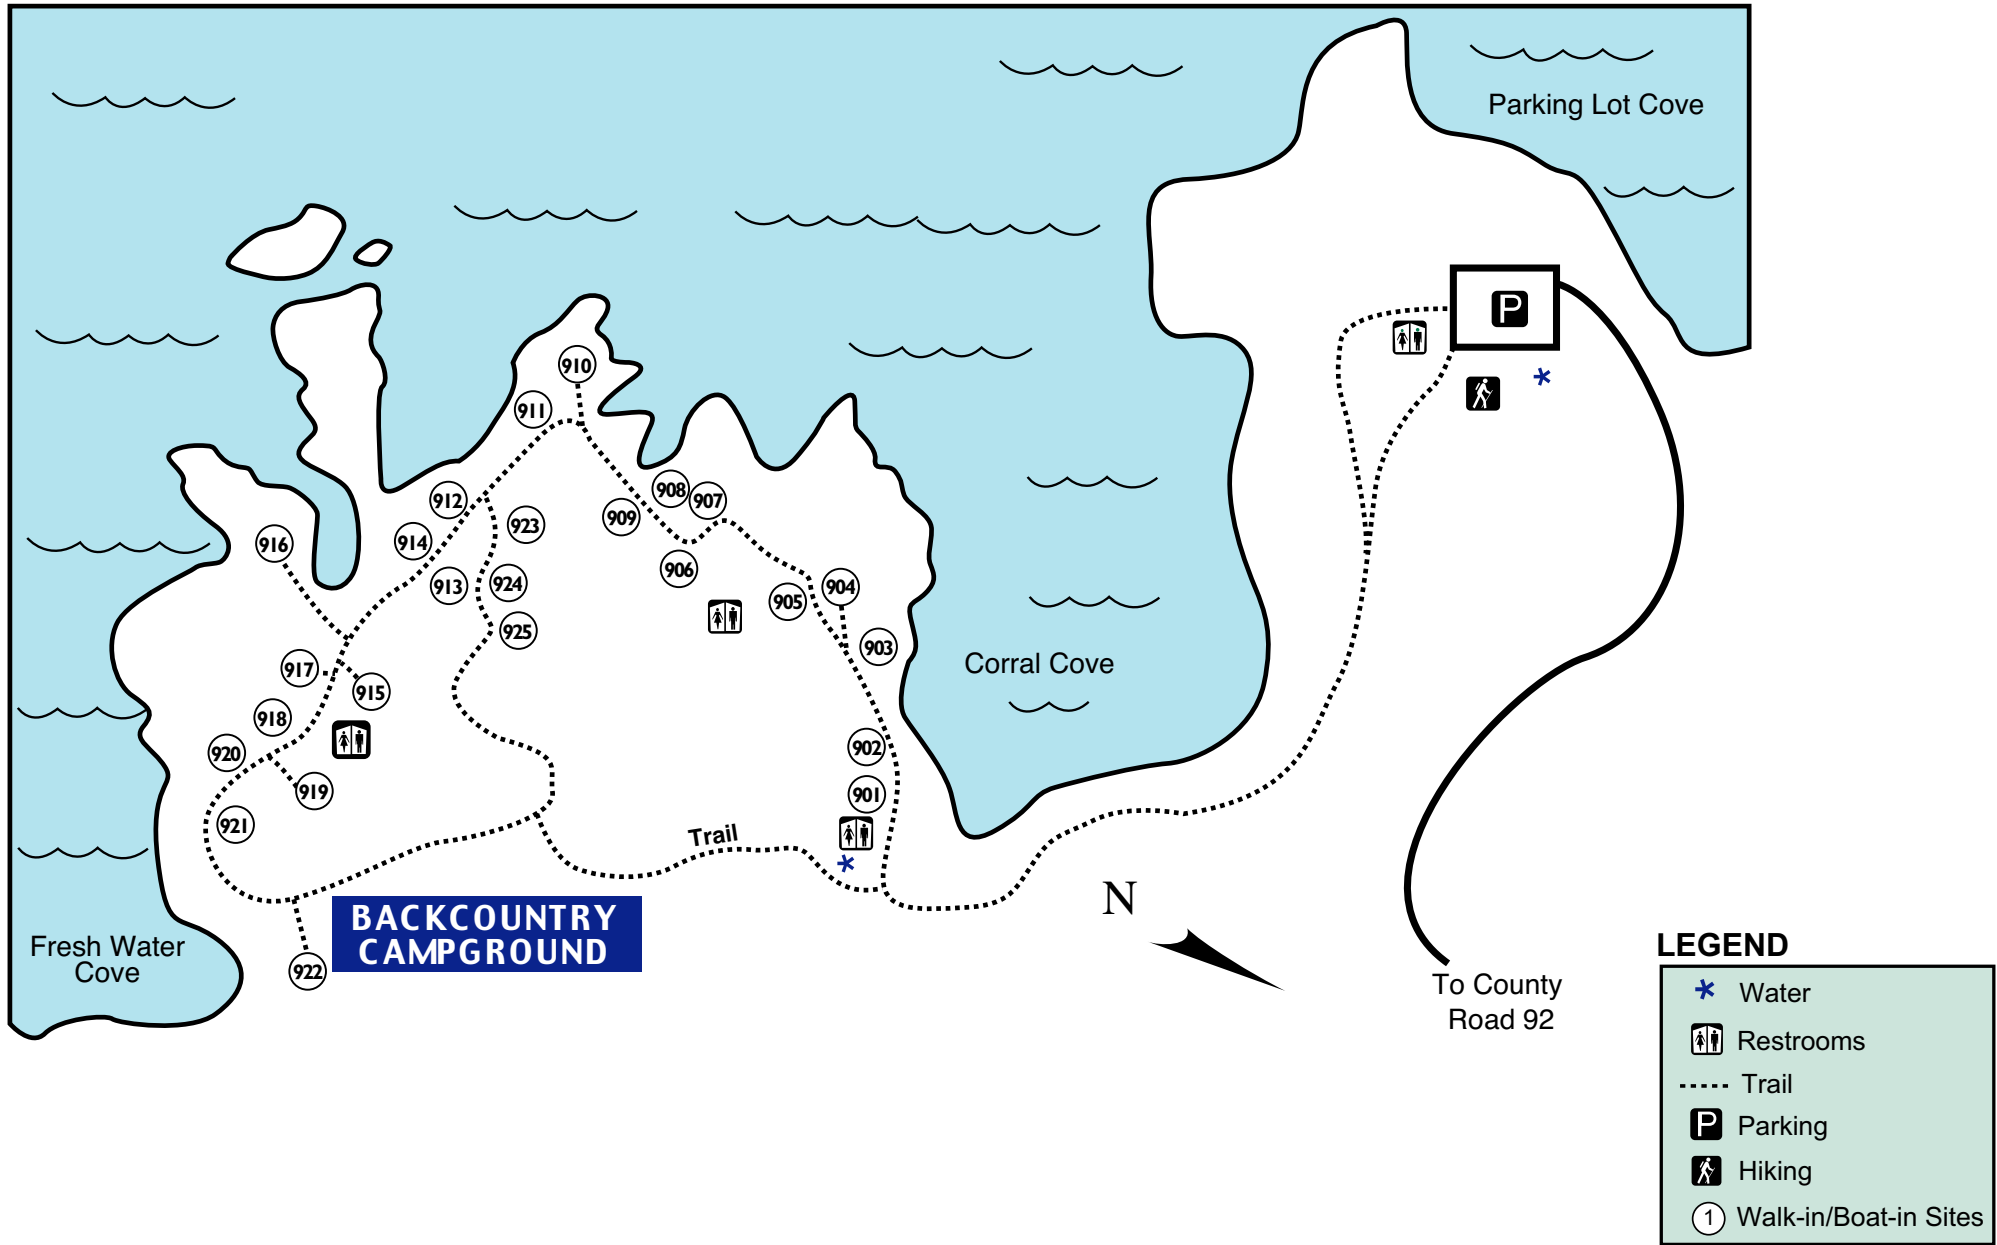 Parking Lot Cove
P
910
911
912
908
907
909
923
916
914
906
913
924
904
905
925
903
Corral Cove
917
915
918
902
920
919
901
921
Trail
N
BACKCOUNTRY
CAMPGROUND
Fresh Water
Cove
922
To County
Road 92
LEGEND
Water
Restrooms
Trail
P Parking
Hiking
1 Walk-in/Boat-in Sites